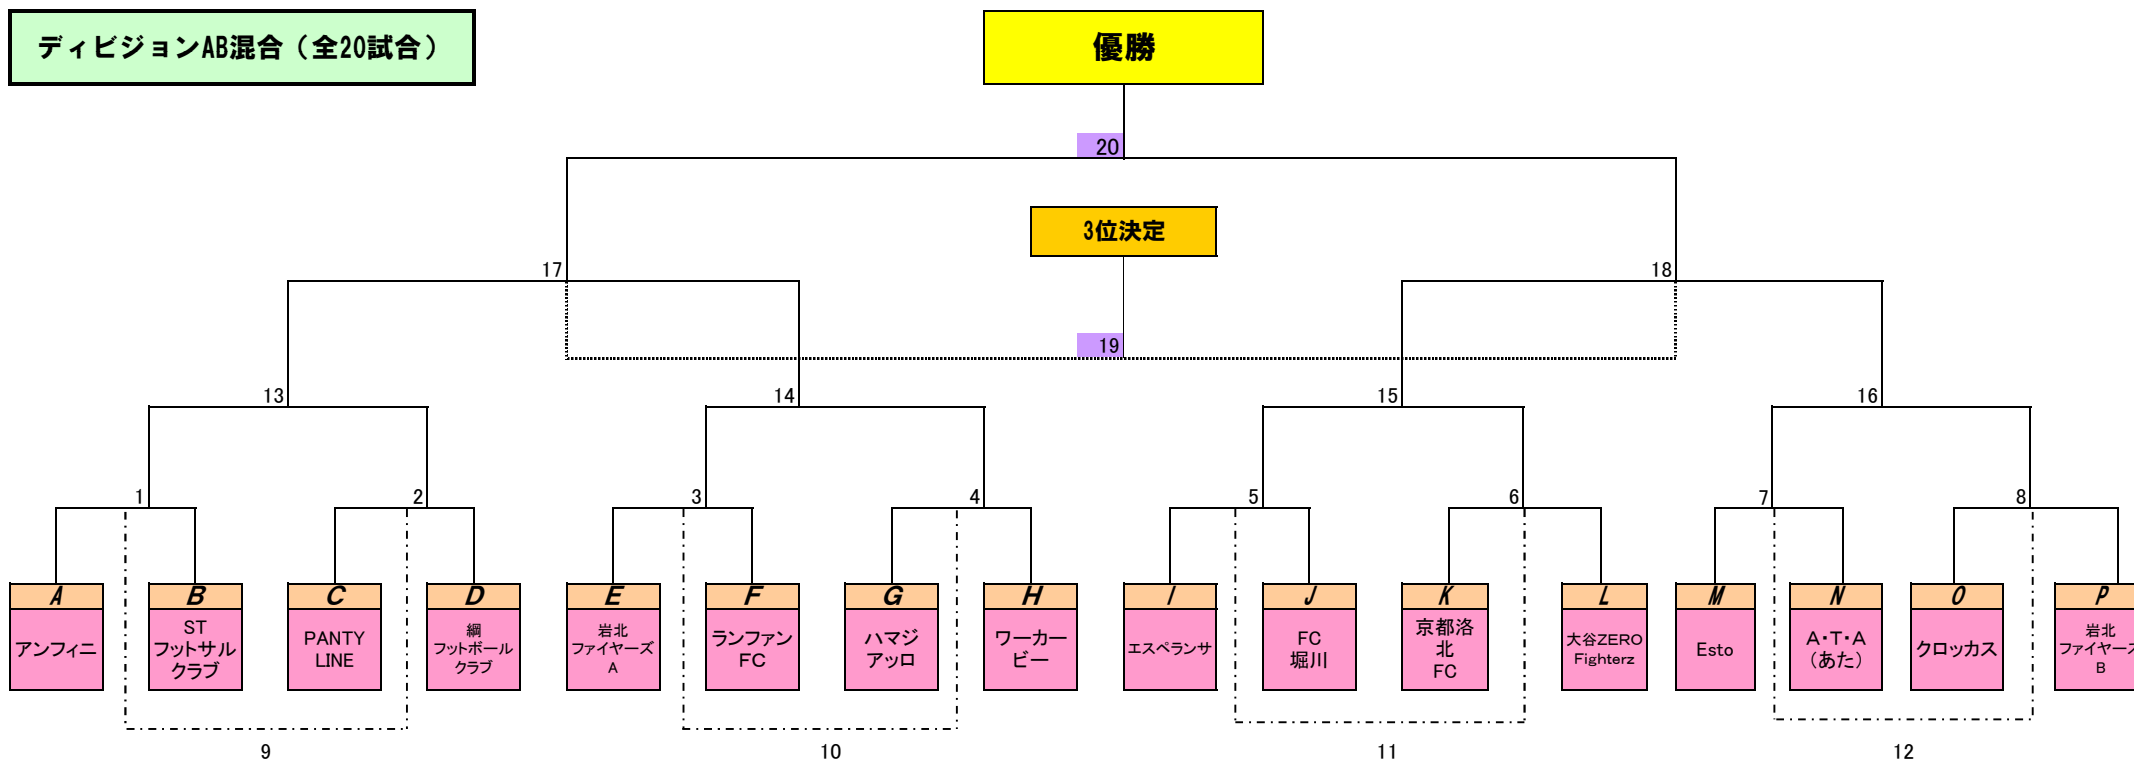 ディビジョンAB混合（全20試合）
優勝
20
3位決定
17
18
19
13
14
15
16
1
2
3
4
5
6
7
8
A
B
C
D
E
F
G
H
I
J
K
L
M
N
O
P
アンフィニ
ST
フットサル
クラブ
PANTY
LINE
綱
フットボール
クラブ
岩北
ファイヤーズ
A
ランファン
FC
ハマジ
アッロ
ワーカー
ビー
エスペランサ
FC
堀川
京都洛
北
FC
大谷ZERO
Fighterz
Esto
A・T・A
（あた）
クロッカス
岩北
ファイヤーズ
B
9
10
11
12